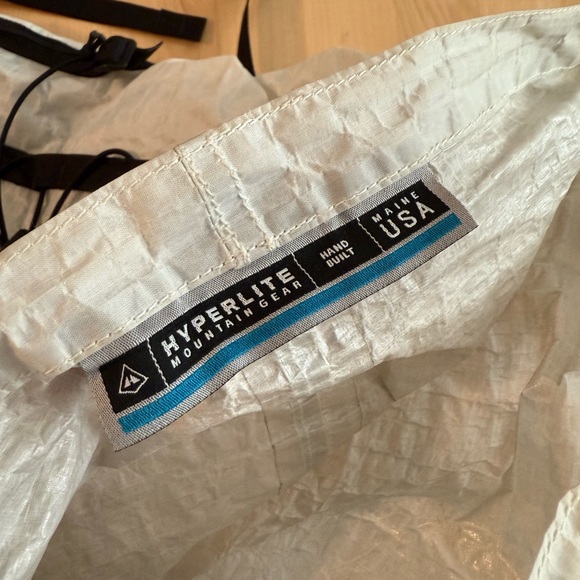 HYPERLITE
MOUNTAIN GEAR
HAND
BUILT
MAINE
USA